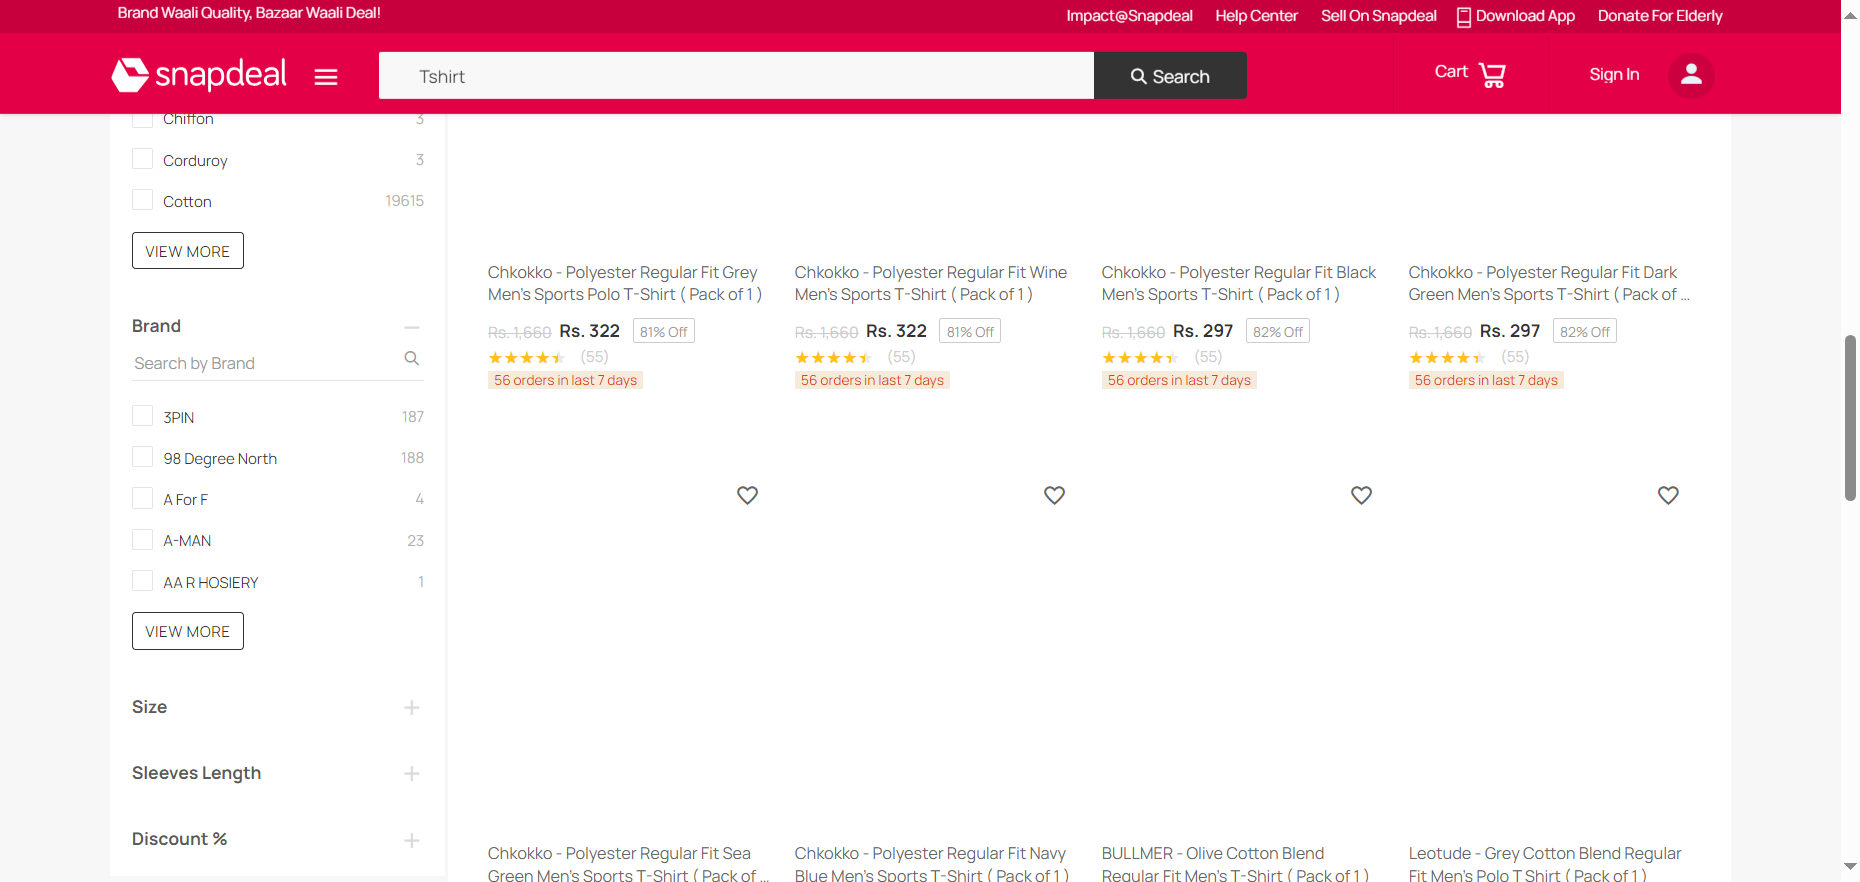 Brand Waali Quality, Bazaar Waali Deal!
Impact@Snapdeal Help Center Sell On Snapdeal Download App Donate For Elderly
snapdeal
Tshirt
Search
Cart
Sign In
Chiffon 3
Corduroy 3
Cotton 19615
VIEW MORE
Brand
Search by Brand
3PIN 187
98 Degree North 188
A For F 4
A-MAN 23
AA R HOSIERY 1
VIEW MORE
Size
Sleeves Length
Discount %
Chkokko - Polyester Regular Fit Grey
Men's Sports Polo T-Shirt ( Pack of 1 )
Rs. 1,660 Rs. 322 81% Off
(55)
56 orders in last 7 days
Chkokko - Polyester Regular Fit Wine
Men's Sports T-Shirt ( Pack of 1 )
Rs. 1,660 Rs. 322 81% Off
(55)
56 orders in last 7 days
Chkokko - Polyester Regular Fit Black
Men's Sports T-Shirt ( Pack of 1 )
Rs. 1,660 Rs. 297 82% Off
(55)
56 orders in last 7 days
Chkokko - Polyester Regular Fit Dark
Green Men's Sports T-Shirt ( Pack of ...
Rs. 1,660 Rs. 297 82% Off
(55)
56 orders in last 7 days
Chkokko - Polyester Regular Fit Sea
Green Men's Sports T-Shirt ( Pack of ...
Chkokko - Polyester Regular Fit Navy
Blue Men's Sports T-Shirt ( Pack of 1 )
BULLMER - Olive Cotton Blend
Regular Fit Men's T-Shirt ( Pack of 1 )
Leotude - Grey Cotton Blend Regular
Fit Men's Polo T Shirt ( Pack of 1 )